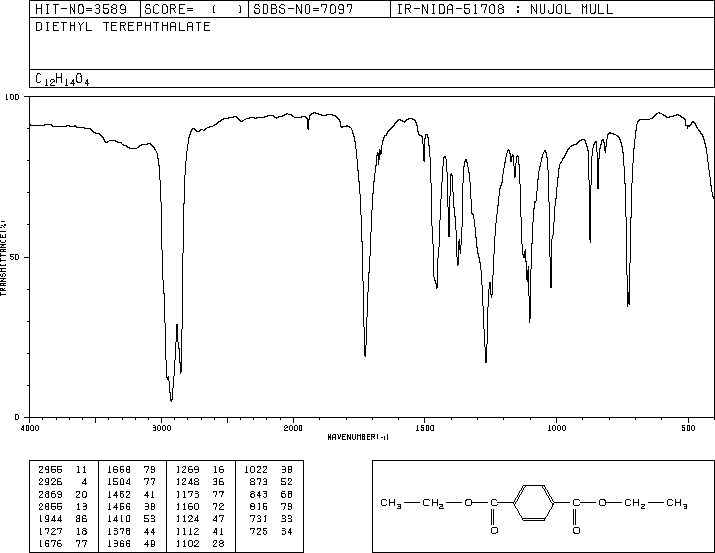 HIT-NO=3589 SCORE= ( ) SDBS-NO=7097 IR-NIDA-51708 : NUJOL MULL
DIETHYL TEREPHTHALATE
C12H14O4
100
50
0
TRANSMITTANCE(%)
4000 3000 2000 1500 1000 500
WAVENUMBER(-1)
2955 11 1668 79 1269 16 1022 38
2926 4 1504 77 1248 36 873 52
2869 20 1462 41 1173 77 843 68
2855 13 1456 38 1160 72 816 79
1944 86 1410 53 1124 47 731 33
1727 18 1378 44 1112 41 725 34
1676 77 1366 49 1102 28
CH3 CH2 O C O C O CH2 CH3 O